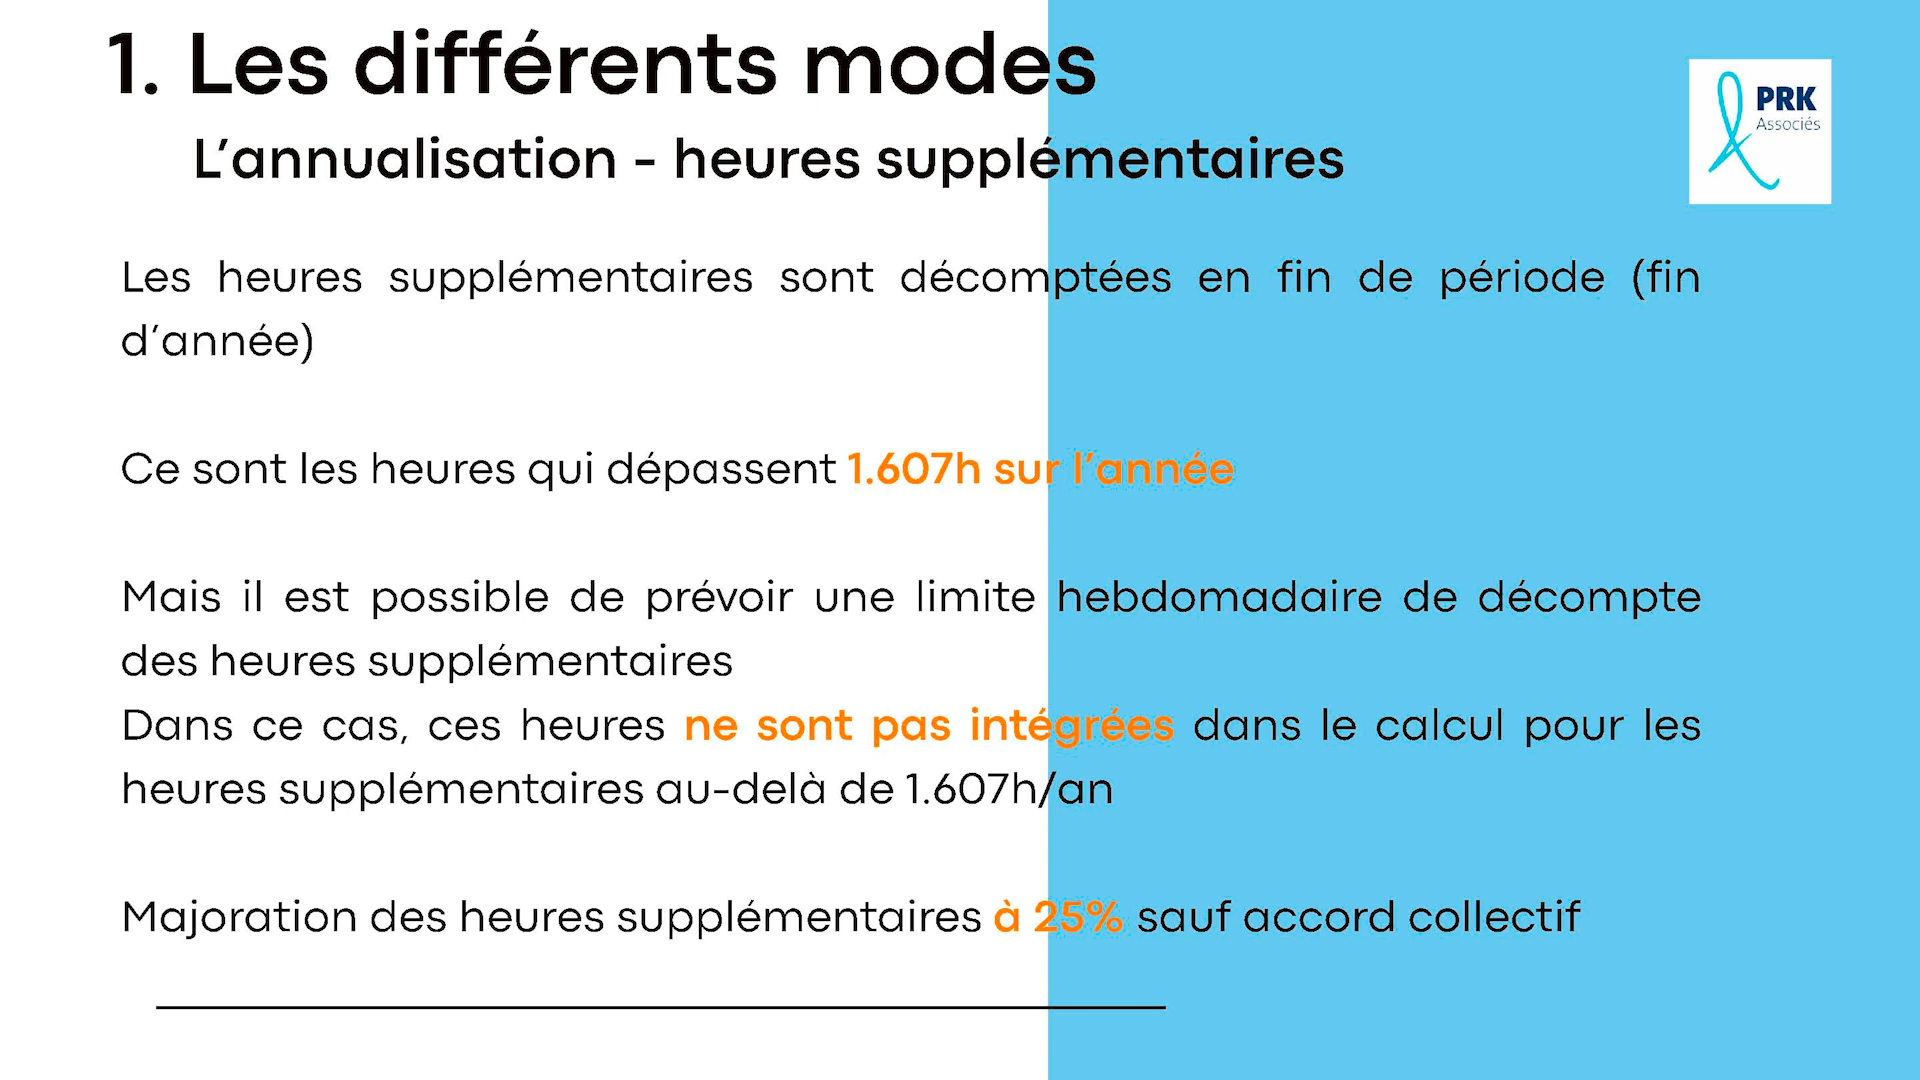 1. Les différents modes
L’annualisation - heures supplémentaires
PRK
Associés
Les heures supplémentaires sont décomptées en fin de période (fin
d’année)
Ce sont les heures qui dépassent 1.607h sur l’année
Mais il est possible de prévoir une limite hebdomadaire de décompte
des heures supplémentaires
Dans ce cas, ces heures ne sont pas intégrées dans le calcul pour les
heures supplémentaires au-delà de 1.607h/an
Majoration des heures supplémentaires à 25% sauf accord collectif